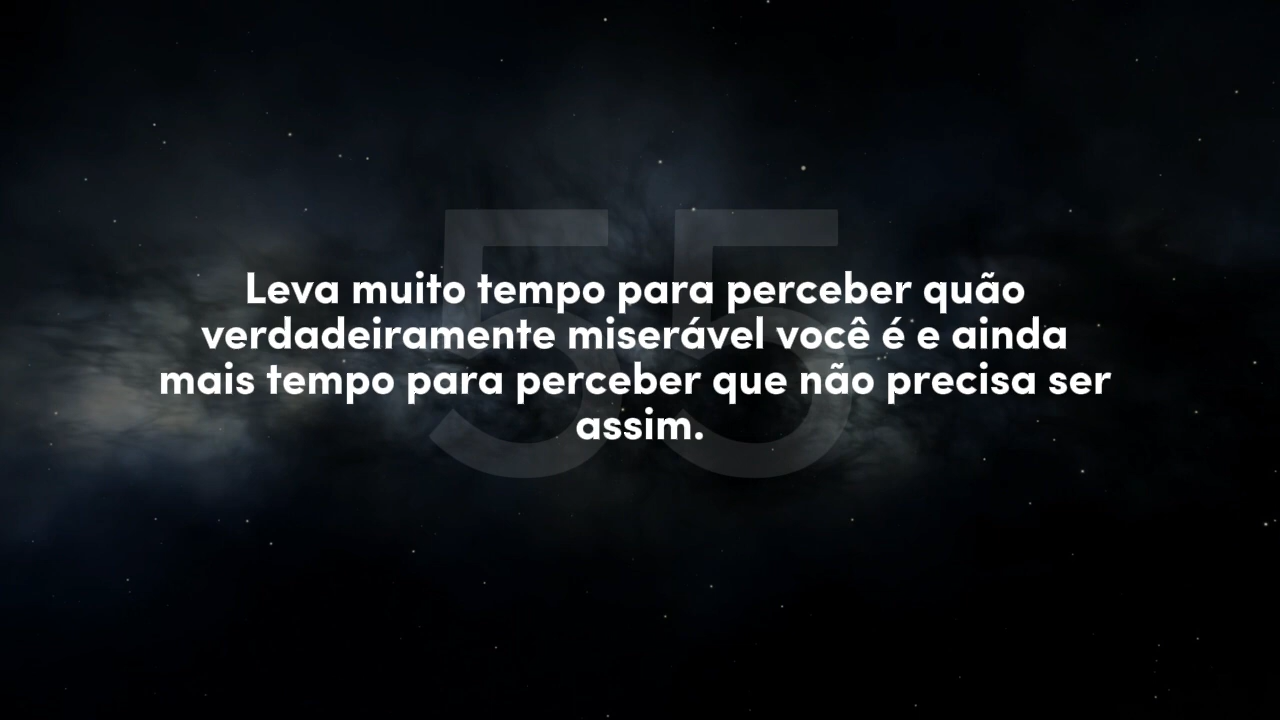 55
Leva muito tempo para perceber quão
verdadeiramente miserável você é e ainda
mais tempo para perceber que não precisa ser
assim.